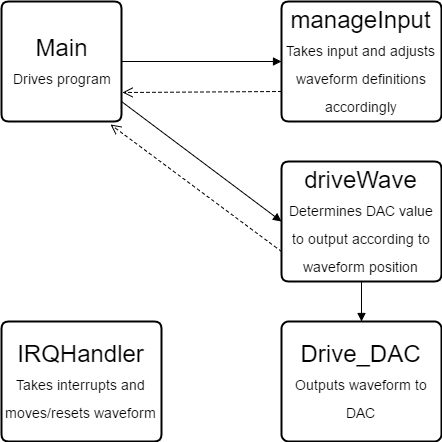 Main
Drives program
manageInput
Takes input and adjusts
waveform definitions
accordingly
driveWave
Determines DAC value
to output according to
waveform position
IRQHandler
Takes interrupts and
moves/resets waveform
Drive_DAC
Outputs waveform to
DAC